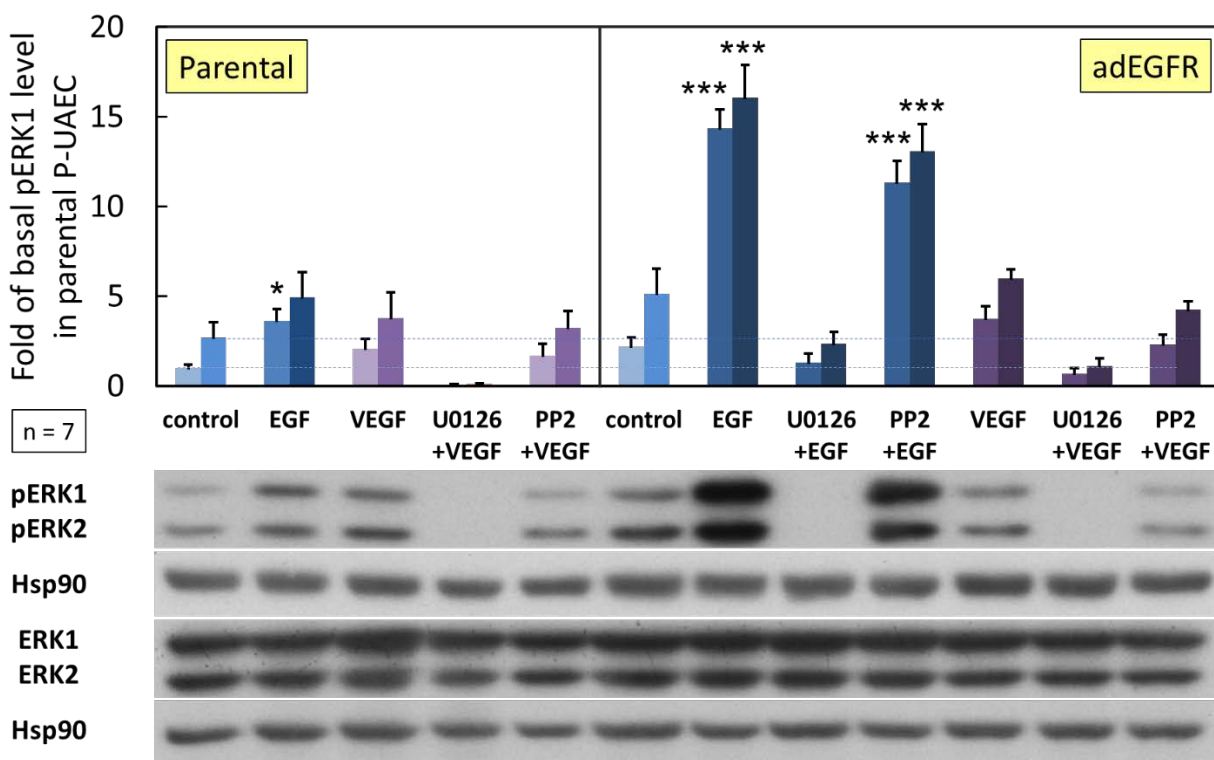 Fold of basal pERK1 level
in parental P-UAEC
20
15
10
5
0
Parental
adEGFR
*
***
***
***
***
n = 7
control EGF VEGF U0126 PP2 control EGF U0126 PP2 VEGF U0126 PP2
+VEGF +VEGF +EGF +EGF +VEGF +VEGF
pERK1
pERK2
Hsp90
ERK1
ERK2
Hsp90